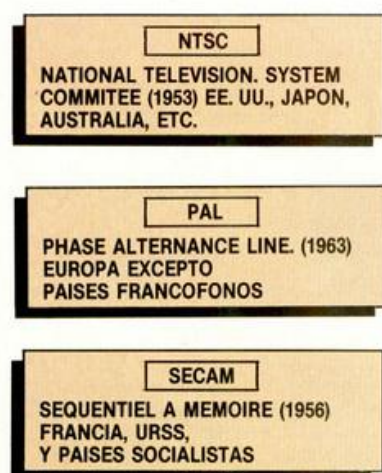 NTSC
NATIONAL TELEVISION. SYSTEM
COMMITEE (1953) EE. UU., JAPON,
AUSTRALIA, ETC.
PAL
PHASE ALTERNANCE LINE. (1963)
EUROPA EXCEPTO
PAISES FRANCOFONOS
SECAM
SEQUENTIEL A MEMOIRE (1956)
FRANCIA, URSS,
Y PAISES SOCIALISTAS